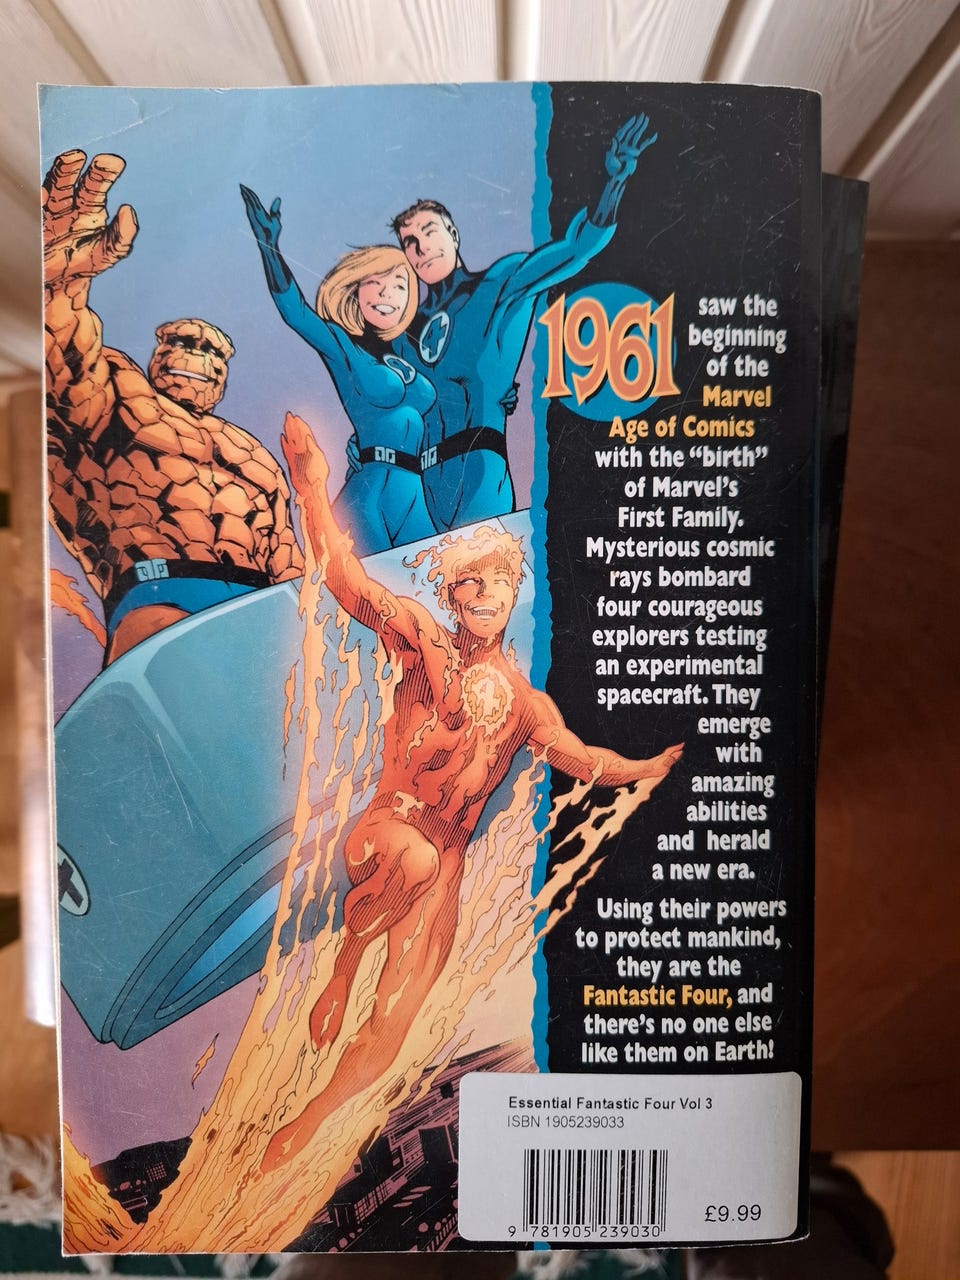 1961
saw the
beginning
of the
Marvel
Age of Comics
with the “birth”
of Marvel’s
First Family.
Mysterious cosmic
rays bombard
four courageous
explorers testing
an experimental
spacecraft. They
emerge
with
amazing
abilities
and herald
a new era.
Using their powers
to protect mankind,
they are the
Fantastic Four, and
there’s no one else
like them on Earth!
Essential Fantastic Four Vol 3
ISBN 1905239033
9 781905 239030
£9.99